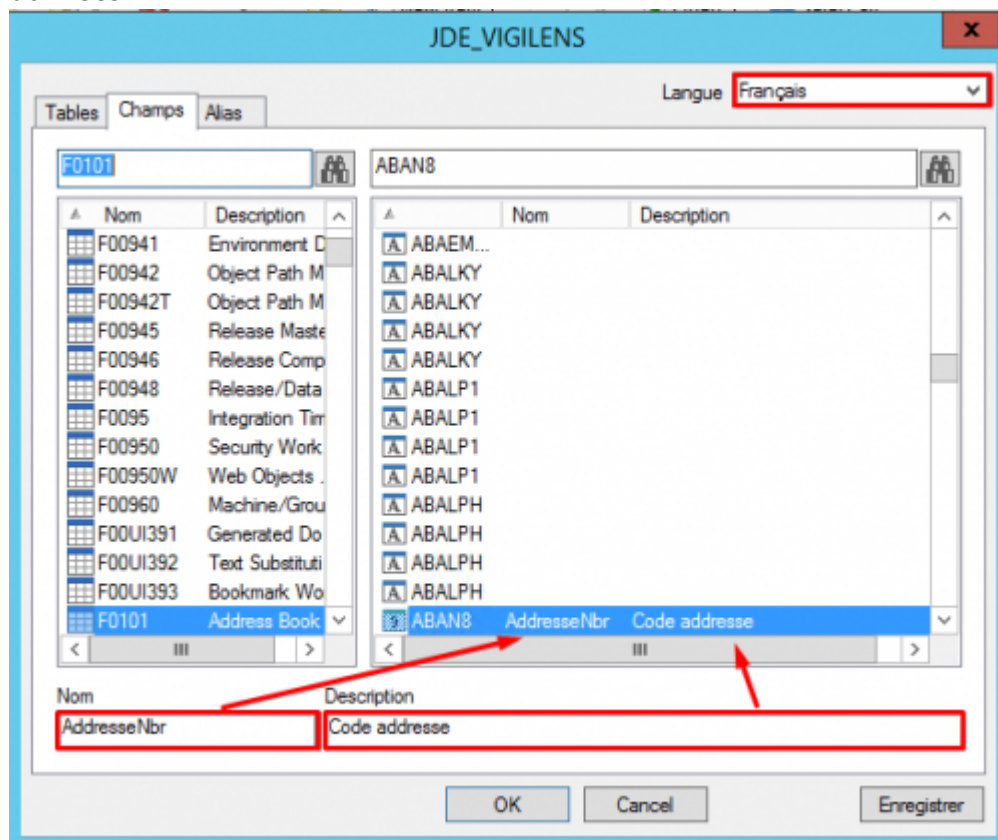 JDE_VIGILENS
x
Langue Français
Tables Champs Alias
F0101 ABAN8
Nom Description Nom Description
F00941 Environment D ABAEM...
F00942 Object Path M ABALKY
F00942T Object Path M ABALKY
F00945 Release Maste ABALKY
F00946 Release Comp ABALKY
F00948 Release/Data ABALP1
F0095 Integration Tim ABALP1
F00950 Security Work ABALP1
F00950W Web Objects . ABALP1
F00960 Machine/Grou ABALPH
F00UI391 Generated Do ABALPH
F00UI392 Text Substituti ABALPH
F00UI393 Bookmark Wo ABALPH
F0101 Address Book ABAN8 AddresseNbr Code addresse
Nom Description
AddresseNbr Code addresse
OK Cancel Enregistrer